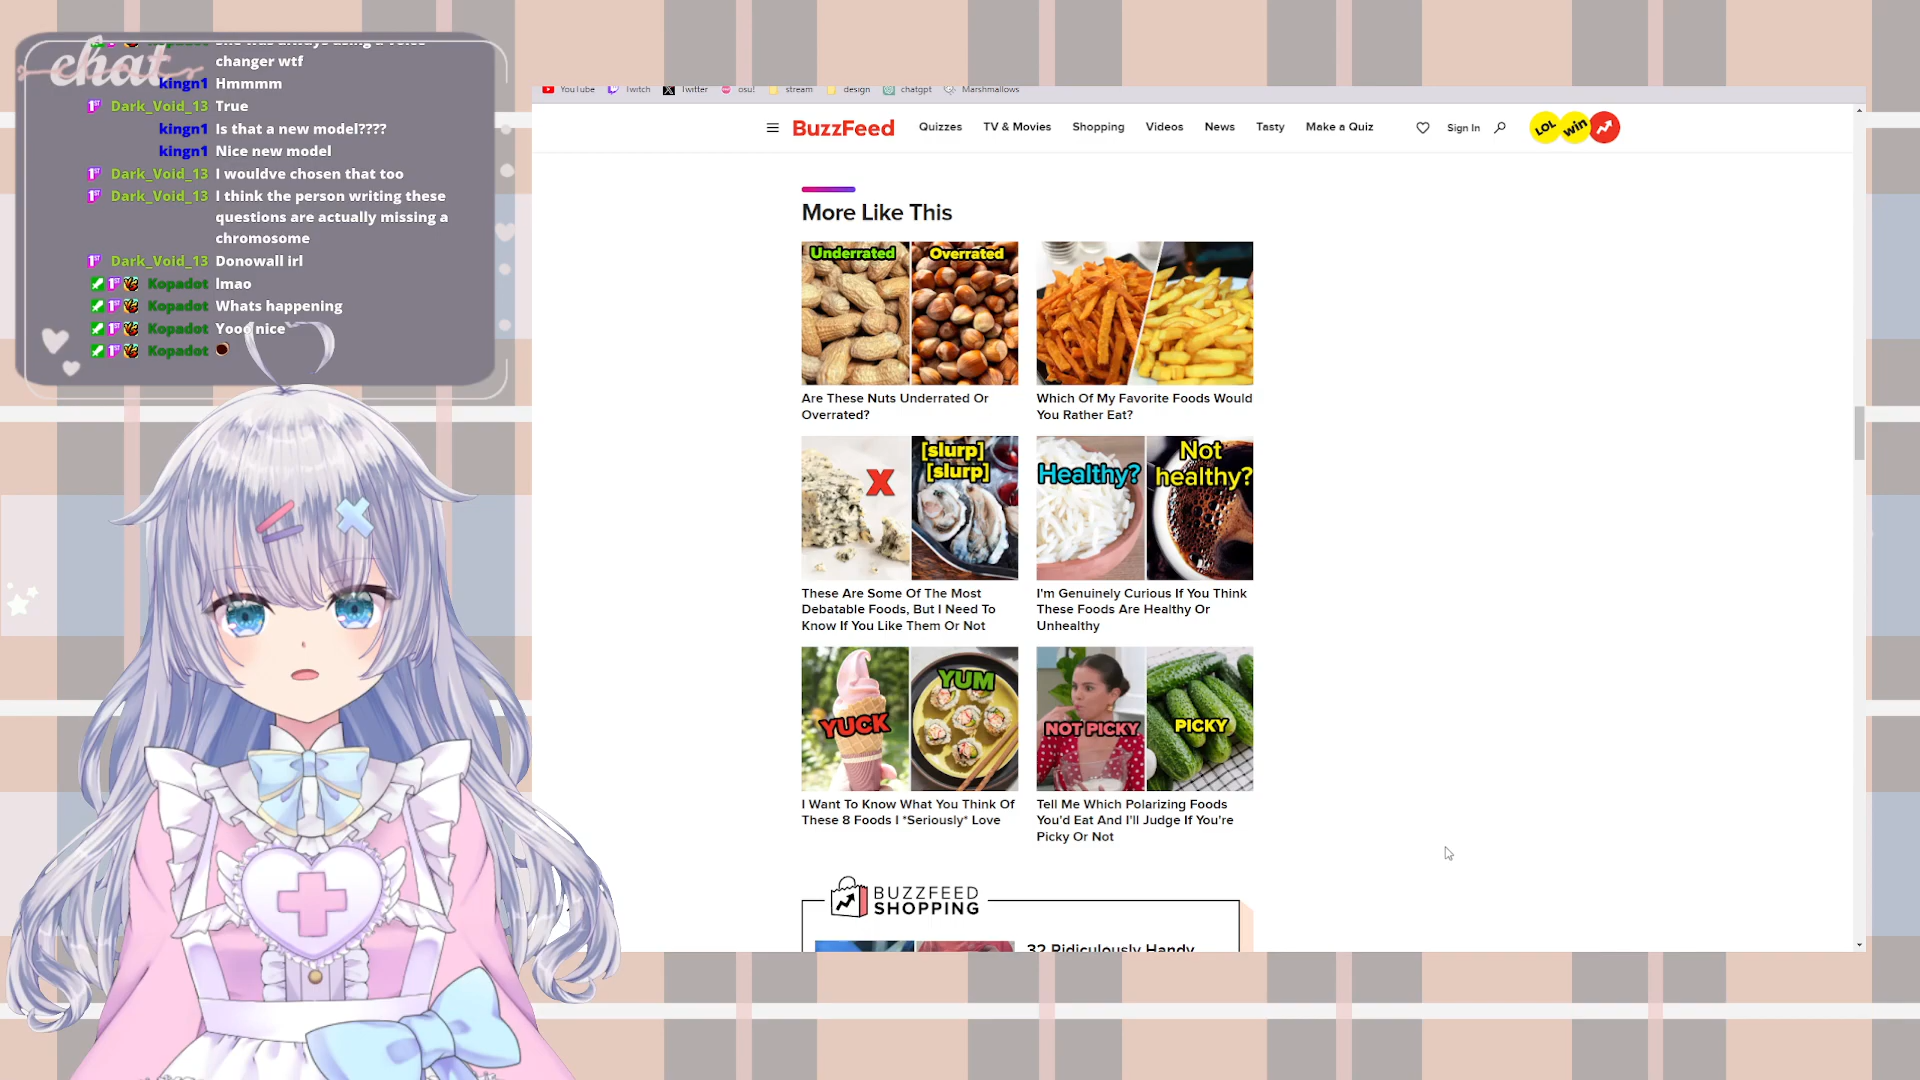 chat
changer wtf
kingn1 Hmmmm
Dark_Void_13 True
kingn1 Is that a new model????
kingn1 Nice new model
Dark_Void_13 I wouldve chosen that too
Dark_Void_13 I think the person writing these
questions are actually missing a
chromosome
Dark_Void_13 Donowall irl
Kopadot lmao
Kopadot Whats happening
Kopadot Yooo nice
Kopadot
YouTube Twitch Twitter osu! stream design chatgpt Marshmallows
BuzzFeed Quizzes TV & Movies Shopping Videos News Tasty Make a Quiz Sign In LOL win
More Like This
Underrated Overrated
Are These Nuts Underrated Or
Overrated?
Which Of My Favorite Foods Would
You Rather Eat?
X [slurp]
[slurp]
These Are Some Of The Most
Debatable Foods, But I Need To
Know If You Like Them Or Not
Healthy? Not
healthy?
I'm Genuinely Curious If You Think
These Foods Are Healthy Or
Unhealthy
YUCK YUM
I Want To Know What You Think Of
These 8 Foods I *Seriously* Love
NOT PICKY PICKY
Tell Me Which Polarizing Foods
You'd Eat And I'll Judge If You're
Picky Or Not
BUZZFEED
SHOPPING
32 Ridiculously Handy